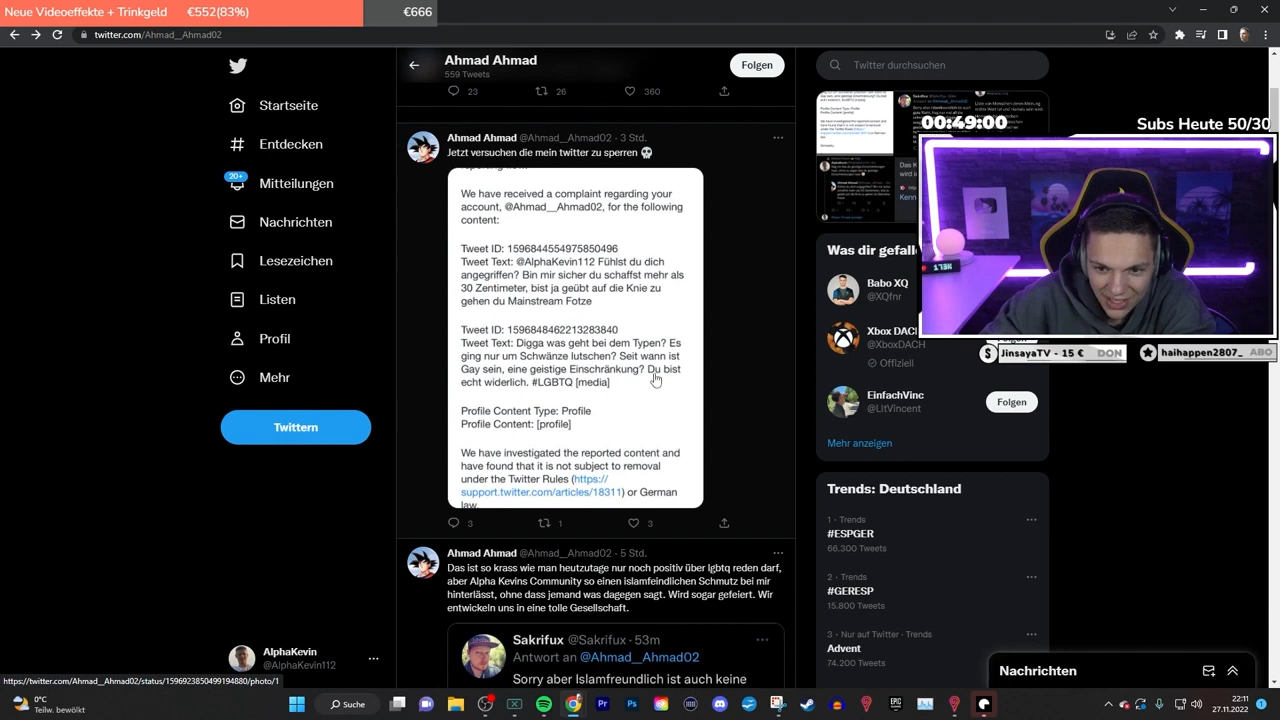 Neue Videoeffekte + Trinkgeld €552(83%) €666
twitter.com/Ahmad__Ahmad02
Ahmad Ahmad
559 Tweets
Folgen
23 26 360
Startseite
Entdecken
20+
Mitteilungen
Nachrichten
Lesezeichen
Listen
Profil
Mehr
Twittern
AlphaKevin
@AlphaKevin112
Ahmad Ahmad @Ahmad__Ahmad02 · 3 Std.
We have received a complaint regarding your
account, @Ahmad__Ahmad02, for the following
content:
Tweet ID: 1596844554975850496
Tweet Text: @AlphaKevin112 Fühlst du dich
angegriffen? Bin mir sicher du schaffst mehr als
30 Zentimeter, bist ja geübt auf die Knie zu
gehen du Mainstream Fotze
Tweet ID: 1596848462213283840
Tweet Text: Digga was geht bei dem Typen? Es
ging nur um Schwänze lutschen? Seit wann ist
Gay sein, eine geistige Einschränkung? Du bist
echt widerlich. #LGBTQ [media]
Profile Content Type: Profile
Profile Content: [profile]
We have investigated the reported content and
have found that it is not subject to removal
under the Twitter Rules (https://
support.twitter.com/articles/18311) or German
law.
3 1 3
Ahmad Ahmad @Ahmad__Ahmad02 · 5 Std.
Das ist so krass wie man heutzutage nur noch positiv über lgbtq reden darf,
aber Alpha Kevins Community so einen islamfeindlichen Schmutz bei mir
hinterlässt, ohne dass jemand was dagegen sagt. Wird sogar gefeiert. Wir
entwickeln uns in eine tolle Gesellschaft.
Sakrifux @Sakrifux · 53m
Antwort an @Ahmad__Ahmad02
Sorry aber Islamfreundlich ist auch keine
Twitter durchsuchen
00:49:00
Subs Heute 50/30
173K
JinsayaTV - 15 € DON
haihappen2807_ ABO
Was dir gefall
Babo XQ
@XQfnr
Xbox DACH
@XboxDACH
Offiziell
EinfachVinc
@LItVincent
Folgen
Mehr anzeigen
Trends: Deutschland
1 · Trends
#ESPGER
66.300 Tweets
2 · Trends
#GERESP
15.800 Tweets
3 · Nur auf Twitter · Trends
Advent
74.200 Tweets
Nachrichten
https://twitter.com/Ahmad__Ahmad02/status/1596923850499194880/photo/1
0°C
Teilw. bewölkt
Suche
22:11
27.11.2022